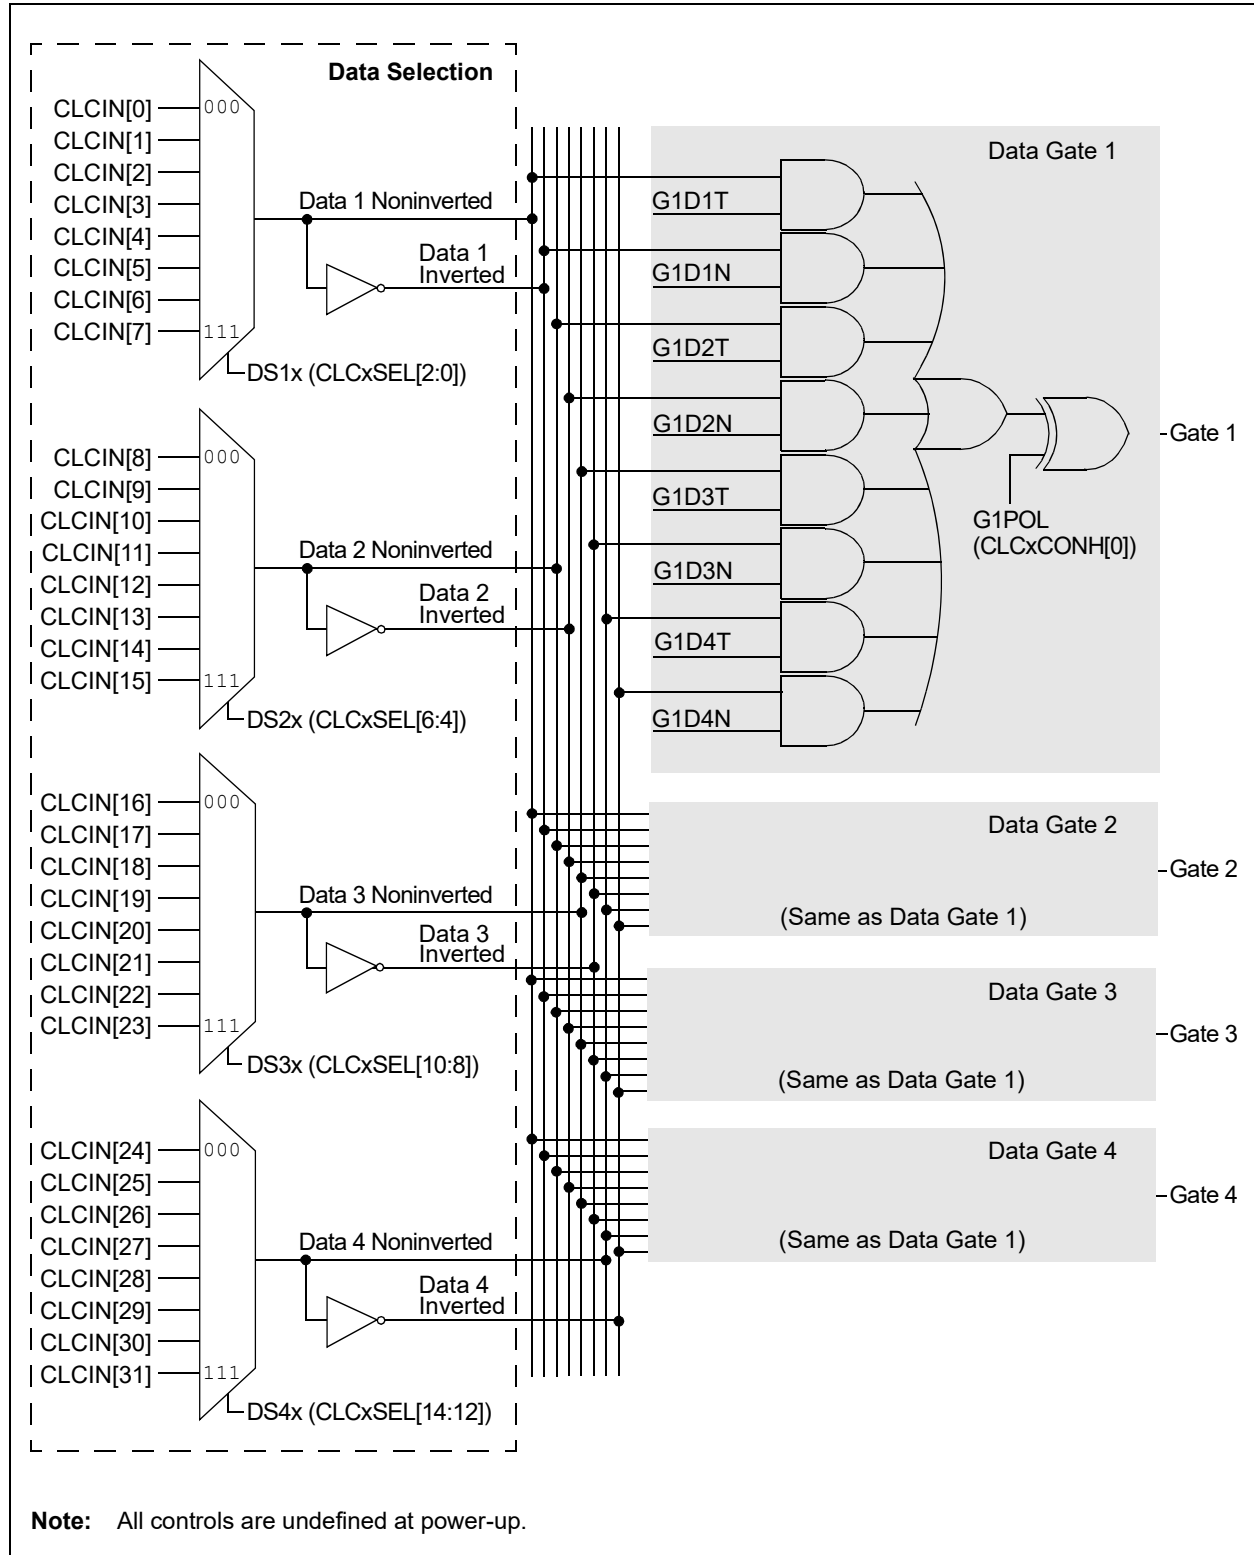 Data Selection
CLCIN[0]
000
CLCIN[1]
CLCIN[2]
CLCIN[3]
CLCIN[4]
CLCIN[5]
CLCIN[6]
CLCIN[7]
111
DS1x (CLCxSEL[2:0])
Data 1 Noninverted
Data 1
Inverted
CLCIN[8]
000
CLCIN[9]
CLCIN[10]
CLCIN[11]
CLCIN[12]
CLCIN[13]
CLCIN[14]
CLCIN[15]
111
DS2x (CLCxSEL[6:4])
Data 2 Noninverted
Data 2
Inverted
CLCIN[16]
000
CLCIN[17]
CLCIN[18]
CLCIN[19]
CLCIN[20]
CLCIN[21]
CLCIN[22]
CLCIN[23]
111
DS3x (CLCxSEL[10:8])
Data 3 Noninverted
Data 3
Inverted
CLCIN[24]
000
CLCIN[25]
CLCIN[26]
CLCIN[27]
CLCIN[28]
CLCIN[29]
CLCIN[30]
CLCIN[31]
111
DS4x (CLCxSEL[14:12])
Data 4 Noninverted
Data 4
Inverted
Data Gate 1
G1D1T
G1D1N
G1D2T
G1D2N
G1D3T
G1D3N
G1D4T
G1D4N
G1POL
(CLCxCONH[0])
Gate 1
Data Gate 2
(Same as Data Gate 1)
Gate 2
Data Gate 3
(Same as Data Gate 1)
Gate 3
Data Gate 4
(Same as Data Gate 1)
Gate 4
Note: All controls are undefined at power-up.